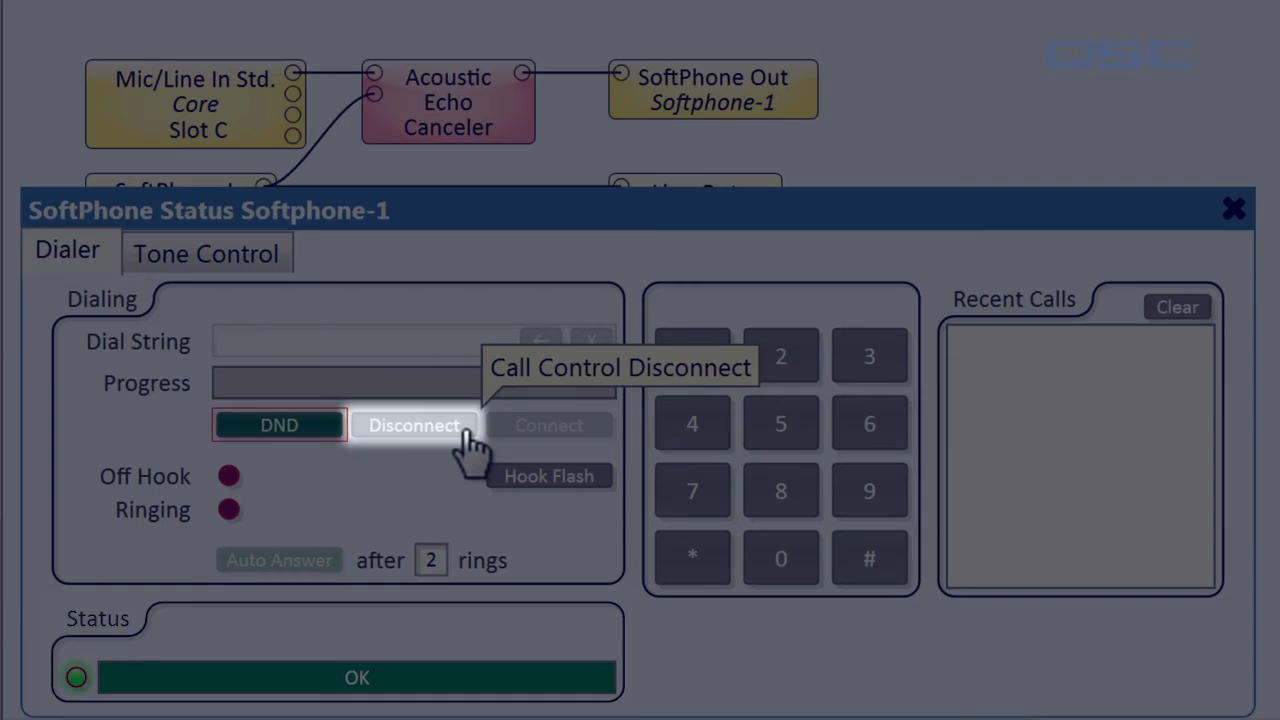 QSC
Mic/Line In Std.
Core
Slot C
Acoustic
Echo
Canceler
SoftPhone Out
Softphone-1
SoftPhone Status Softphone-1
Dialer
Tone Control
Dialing
Dial String
Progress
Call Control Disconnect
DND
Disconnect
Connect
Off Hook
Hook Flash
Ringing
Auto Answer
after
2
rings
2
3
4
5
6
7
8
9
*
0
#
Recent Calls
Clear
Status
OK